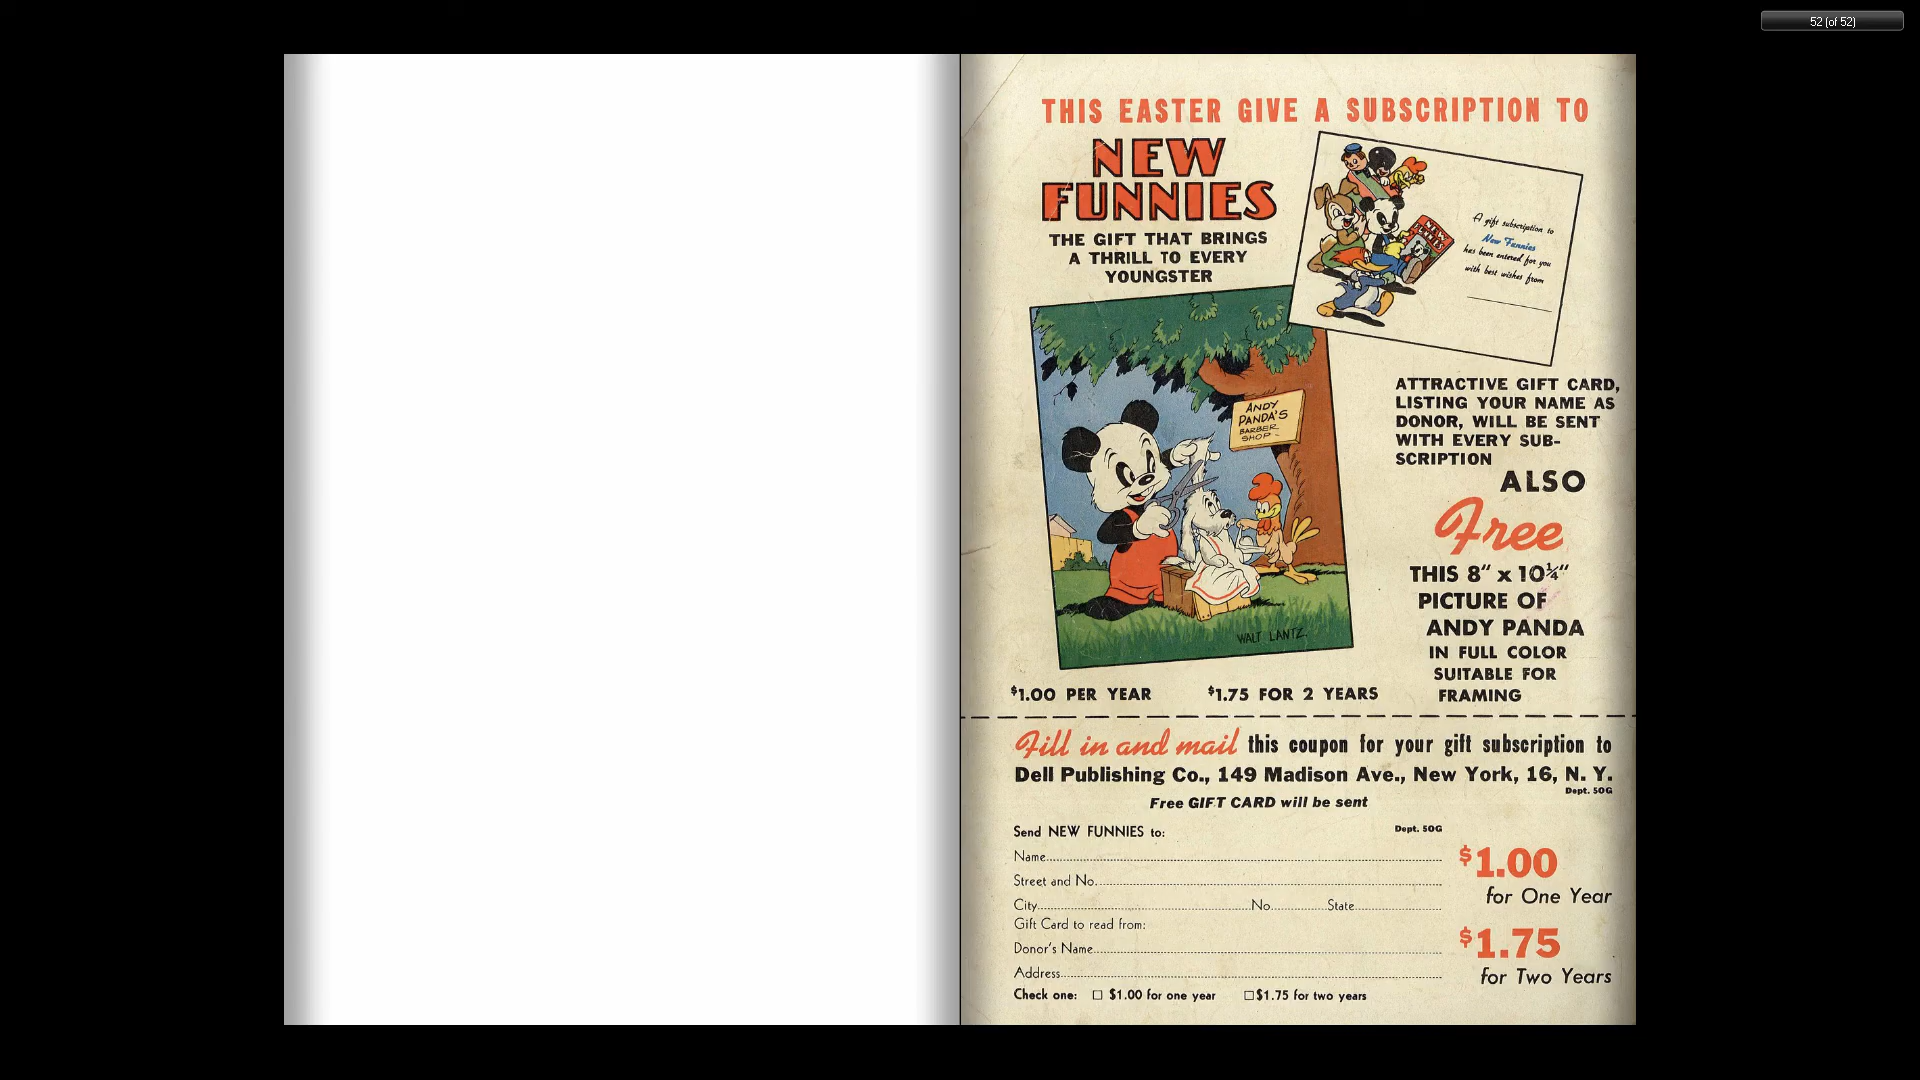 52 (of 52)
THIS EASTER GIVE A SUBSCRIPTION TO
NEW
FUNNIES
THE GIFT THAT BRINGS
A THRILL TO EVERY
YOUNGSTER
A gift subscription to
New Funnies
has been entered for you
with best wishes from
NEW
FUNNIES
ANDY
PANDA'S
BARBER
SHOP -
WALT LANTZ.
ATTRACTIVE GIFT CARD,
LISTING YOUR NAME AS
DONOR, WILL BE SENT
WITH EVERY SUB-
SCRIPTION
ALSO
Free
THIS 8" x 10¼"
PICTURE OF
ANDY PANDA
IN FULL COLOR
SUITABLE FOR
FRAMING
$1.00 PER YEAR $1.75 FOR 2 YEARS
Fill in and mail this coupon for your gift subscription to
Dell Publishing Co., 149 Madison Ave., New York, 16, N. Y.
Dept. 50G
Free GIFT CARD will be sent
Send NEW FUNNIES to: Dept. 50G
Name
Street and No.
City No. State
Gift Card to read from:
Donor's Name
Address
Check one: ☐ $1.00 for one year ☐ $1.75 for two years
$1.00
for One Year
$1.75
for Two Years